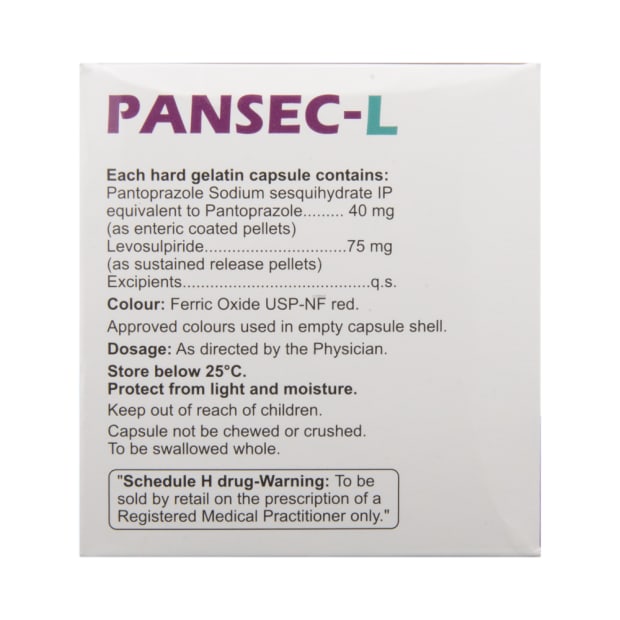 PANSEC-L
Each hard gelatin capsule contains:
Pantoprazole Sodium sesquihydrate IP
equivalent to Pantoprazole......... 40 mg
(as enteric coated pellets)
Levosulpiride................................75 mg
(as sustained release pellets)
Excipients..........................................q.s.
Colour: Ferric Oxide USP-NF red.
Approved colours used in empty capsule shell.
Dosage: As directed by the Physician.
Store below 25°C.
Protect from light and moisture.
Keep out of reach of children.
Capsule not be chewed or crushed.
To be swallowed whole.
"Schedule H drug-Warning: To be
sold by retail on the prescription of a
Registered Medical Practitioner only."